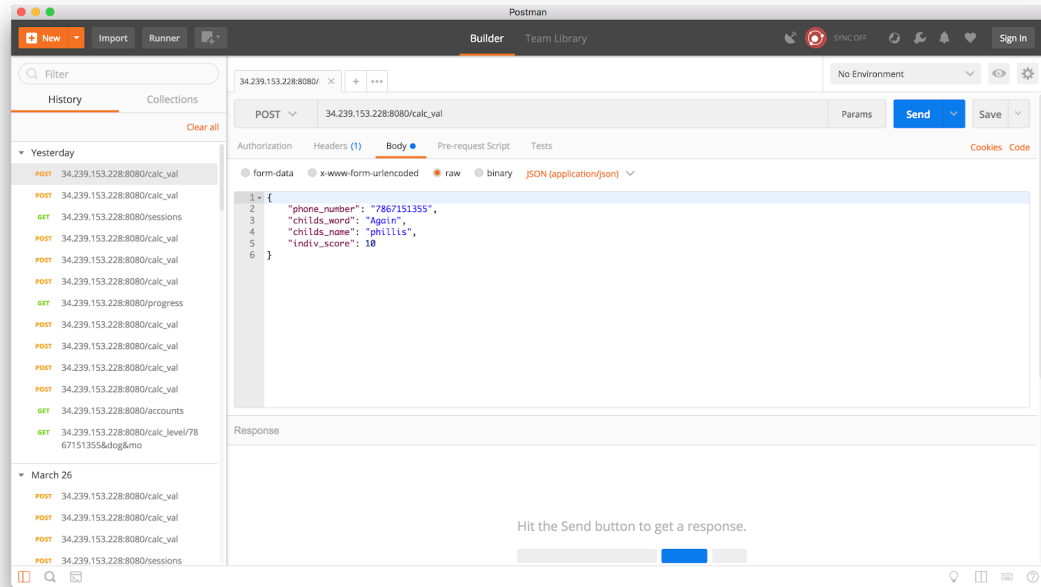 Postman
New
Import
Runner
Builder
Team Library
SYNC OFF
Sign In
Filter
History
Collections
Clear all
Yesterday
POST 34.239.153.228:8080/calc_val
POST 34.239.153.228:8080/calc_val
GET 34.239.153.228:8080/sessions
POST 34.239.153.228:8080/calc_val
POST 34.239.153.228:8080/calc_val
POST 34.239.153.228:8080/calc_val
GET 34.239.153.228:8080/progress
POST 34.239.153.228:8080/calc_val
POST 34.239.153.228:8080/calc_val
POST 34.239.153.228:8080/calc_val
POST 34.239.153.228:8080/calc_val
GET 34.239.153.228:8080/accounts
GET 34.239.153.228:8080/calc_level/78
67151355&dog&mo
March 26
POST 34.239.153.228:8080/calc_val
POST 34.239.153.228:8080/calc_val
POST 34.239.153.228:8080/calc_val
POST 34.239.153.228:8080/sessions
34.239.153.228:8080/
No Environment
POST
34.239.153.228:8080/calc_val
Params
Send
Save
Authorization
Headers (1)
Body
Pre-request Script
Tests
Cookies
Code
form-data
x-www-form-urlencoded
raw
binary
JSON (application/json)
1 {
2 "phone_number": "7867151355",
3 "childs_word": "Again",
4 "childs_name": "phillis",
5 "indiv_score": 10
6 }
Response
Hit the Send button to get a response.